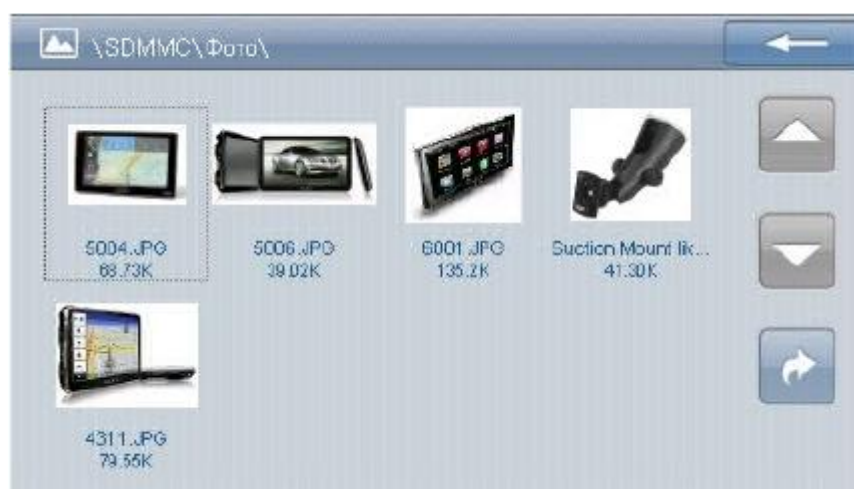 \SDMMC\Фото\
5004.JPG
68.73K
5006.JPG
39.02K
6001.JPG
135.2K
Suction Mount lik...
41.30K
4311.JPG
79.55K